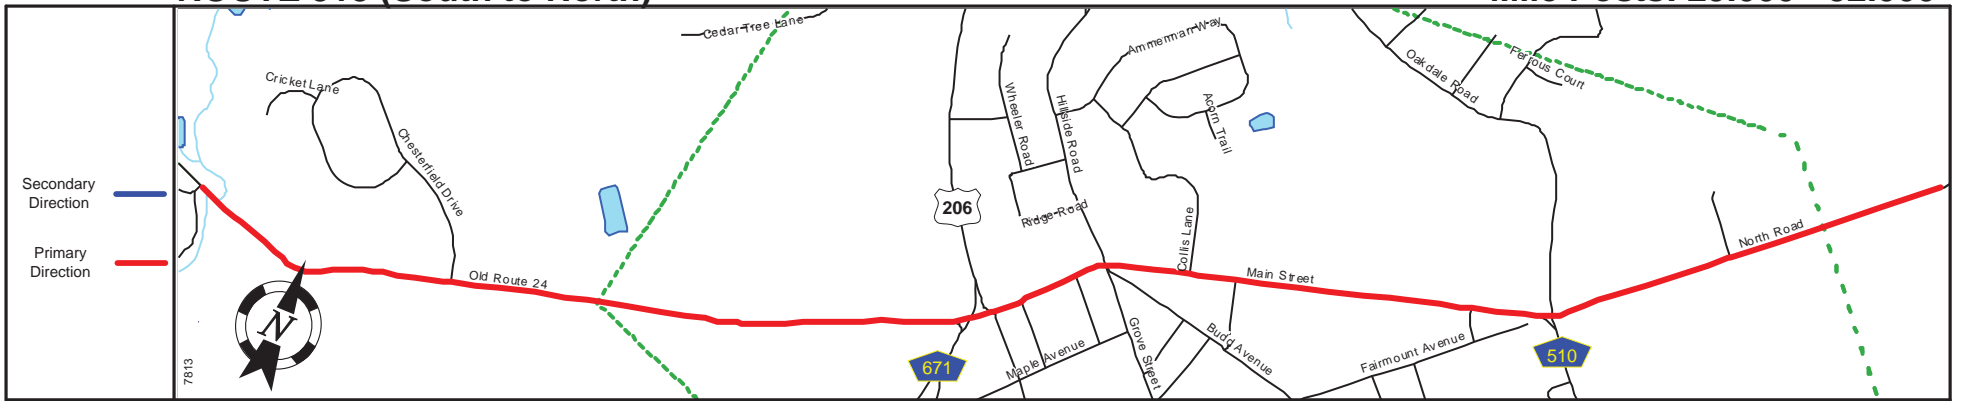 Secondary
Direction
Primary
Direction
7813
Cricket Lane
Chesterfield Drive
Old Route 24
N
Cedar Tree Lane
206
671
Wheeler Road
Hillside Road
Ridge Road
Ammerman Way
Acorn Trail
Collis Lane
Main Street
Maple Avenue
Grove Street
Budd Avenue
Fairmount Avenue
510
Oakdale Road
Ferrous Court
North Road